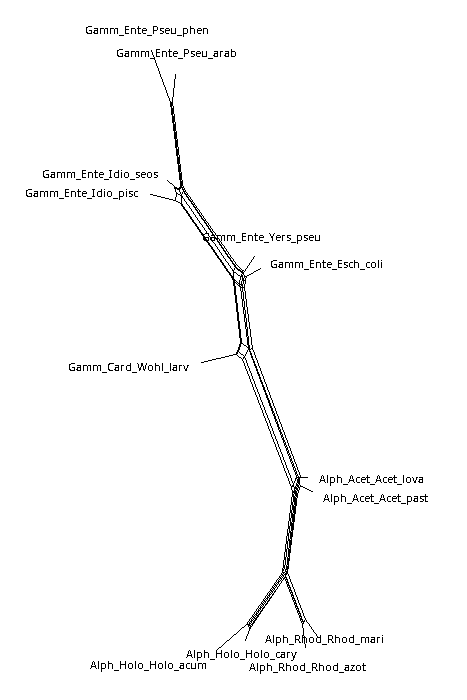 Gamm_Ente_Pseu_phen
Gamm_Ente_Pseu_arab
Gamm_Ente_Idio_seos
Gamm_Ente_Idio_pisc
Gamm_Ente_Yers_pseu
Gamm_Ente_Esch_coli
Gamm_Card_Wohl_larv
Alph_Acet_Acet_lova
Alph_Acet_Acet_past
Alph_Rhod_Rhod_mari
Alph_Holo_Holo_cary
Alph_Holo_Holo_acum
Alph_Rhod_Rhod_azot